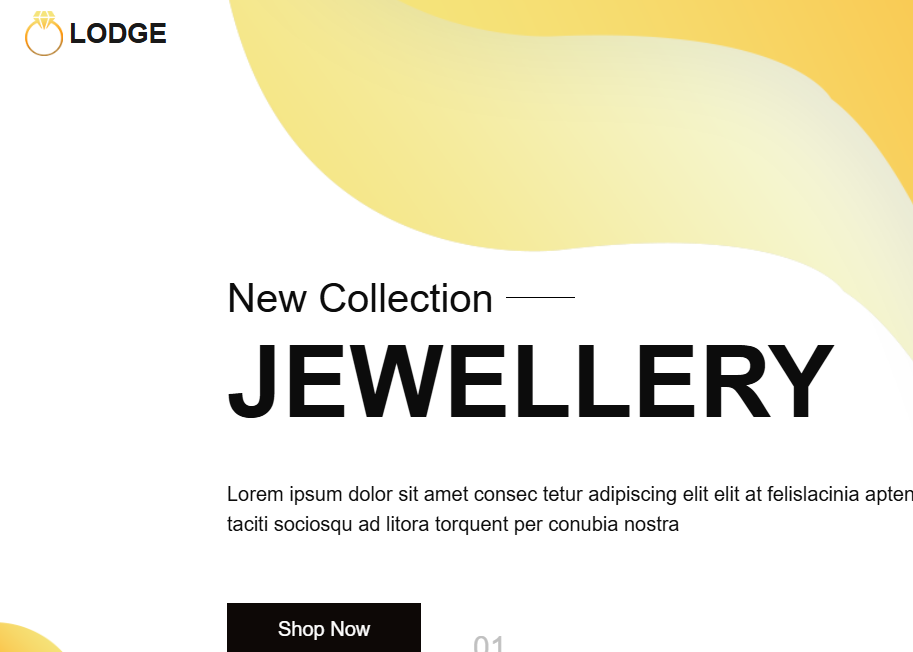 LODGE
New Collection
JEWELLERY
Lorem ipsum dolor sit amet consec tetur adipiscing elit elit at felislacinia apten
taciti sociosqu ad litora torquent per conubia nostra
Shop Now
01